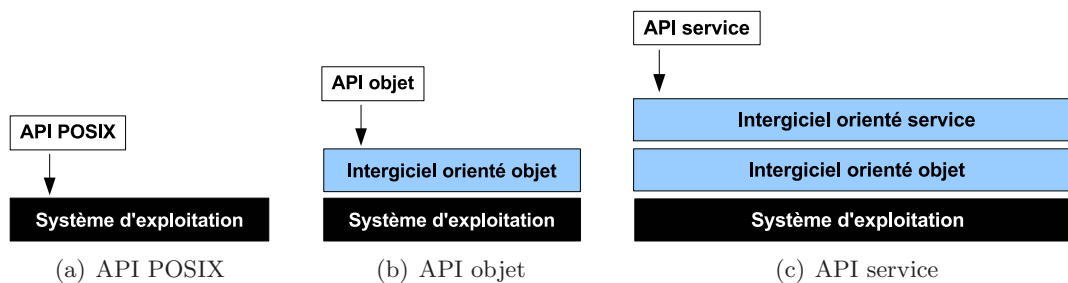 API POSIX
Système d'exploitation
(a) API POSIX
API objet
Intergiciel orienté objet
Système d'exploitation
(b) API objet
API service
Intergiciel orienté service
Intergiciel orienté objet
Système d'exploitation
(c) API service